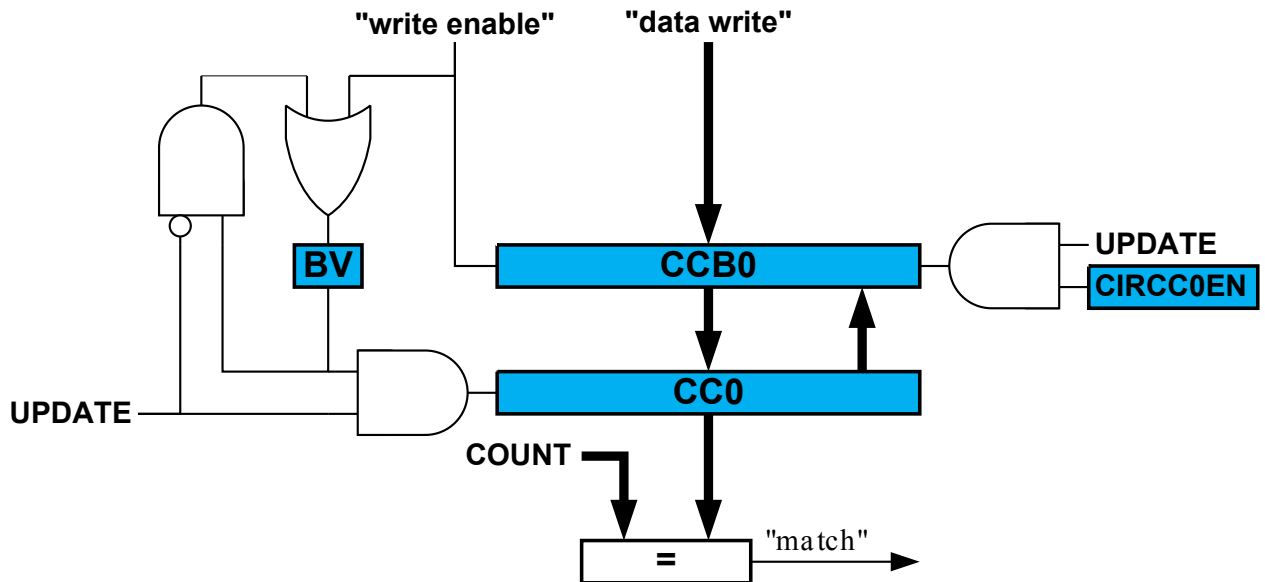 "write enable"
"data write"
BV
CCB0
UPDATE
CIRCC0EN
UPDATE
CC0
COUNT
=
"match"